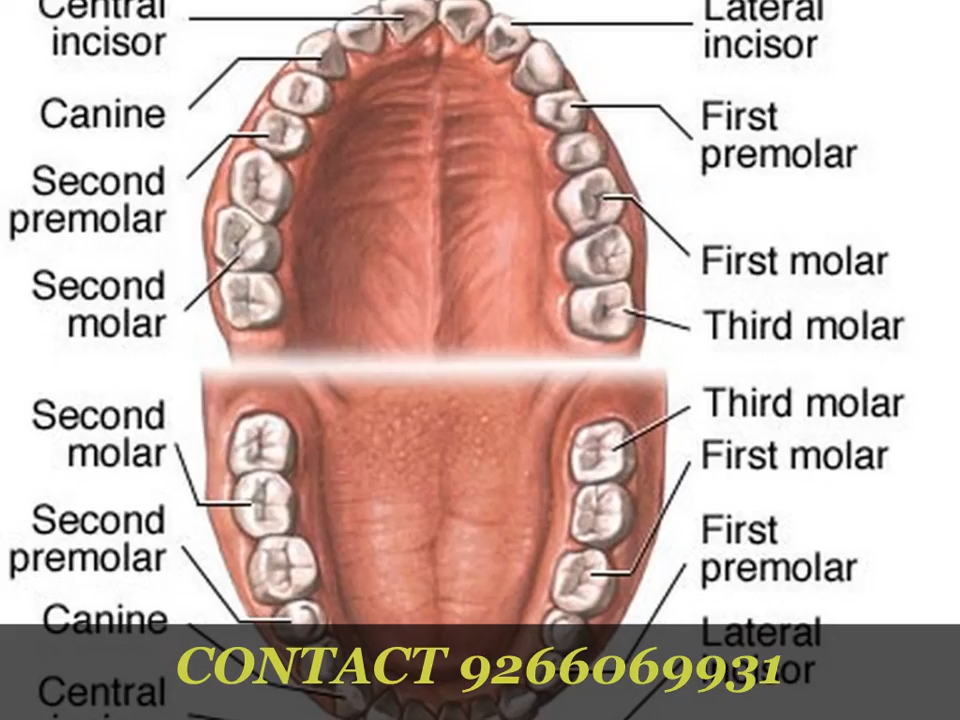 Central
incisor
Canine
Second
premolar
Second
molar
Lateral
incisor
First
premolar
First molar
Third molar
Second
molar
Second
premolar
Canine
Central
Third molar
First molar
First
premolar
Lateral
incisor
CONTACT 9266069931